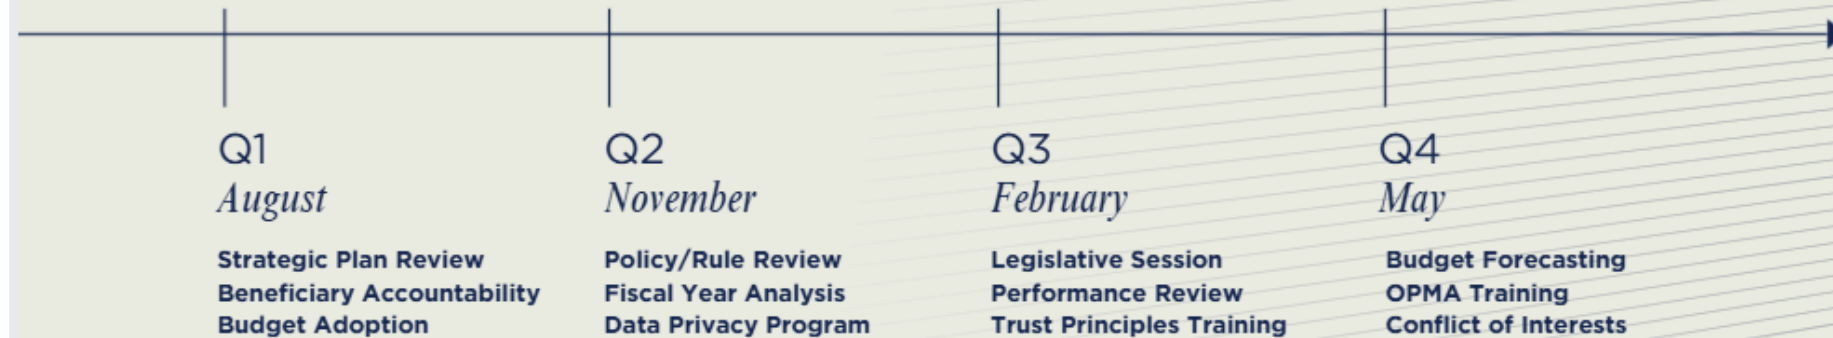 Q1
August
Strategic Plan Review
Beneficiary Accountability
Budget Adoption
Q2
November
Policy/Rule Review
Fiscal Year Analysis
Data Privacy Program
Q3
February
Legislative Session
Performance Review
Trust Principles Training
Q4
May
Budget Forecasting
OPMA Training
Conflict of Interests